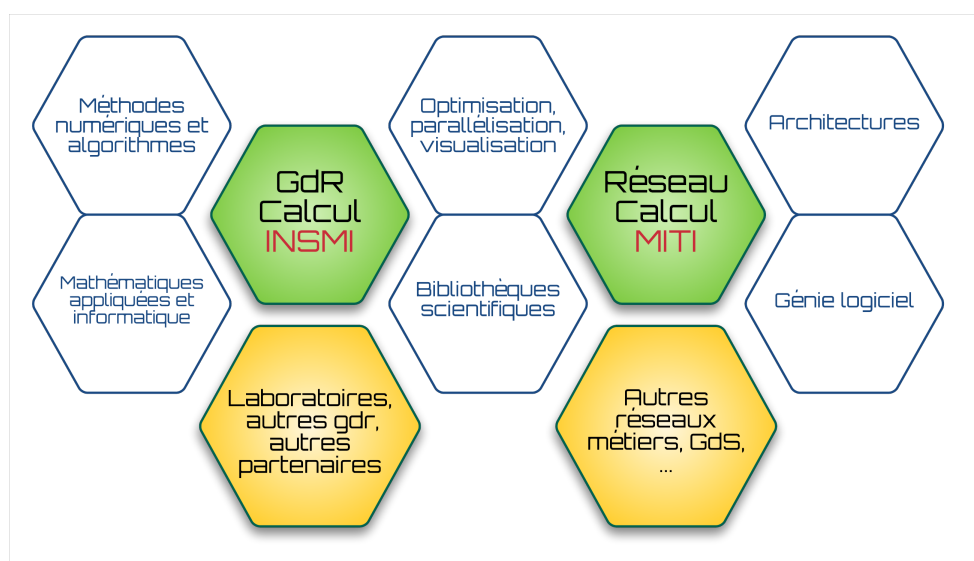 Méthodes
numériques et
algorithmes
Optimisation,
parallélisation,
visualisation
Architectures
GdR
Calcul
INSMI
Réseau
Calcul
MITI
Mathématiques
appliquées et
informatique
Bibliothèques
scientifiques
Génie logiciel
Laboratoires,
autres gdr,
autres
partenaires
Autres
réseaux
métiers, GdS,
...